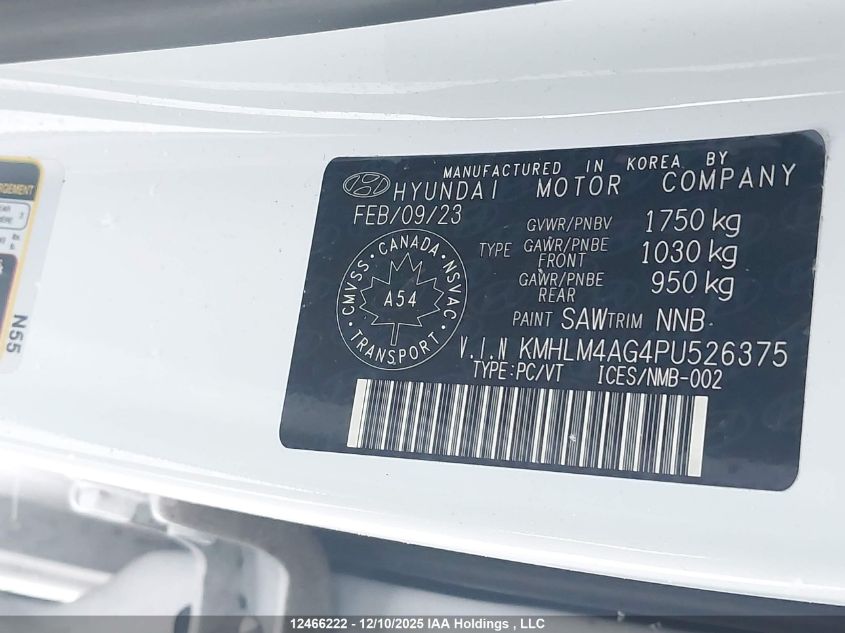 MANUFACTURED IN KOREA BY
HYUNDAI MOTOR COMPANY
FEB/09/23
GVWR/PNBV 1750 kg
TYPE GAWR/PNBE FRONT 1030 kg
GAWR/PNBE REAR 950 kg
CMVSS · CANADA · NSVAC
A54
TRANSPORT
PAINT SAW TRIM NNB
V.I.N KMHLM4AG4PU526375
TYPE:PC/VT ICES/NMB-002
N55
12466222 - 12/10/2025 IAA Holdings , LLC